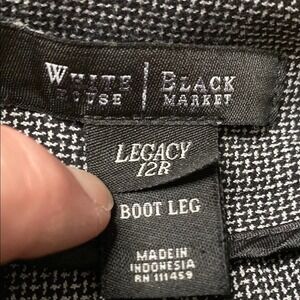 WHITE HOUSE | BLACK MARKET
LEGACY
12R
BOOT LEG
MADE IN
INDONESIA
RN 111459